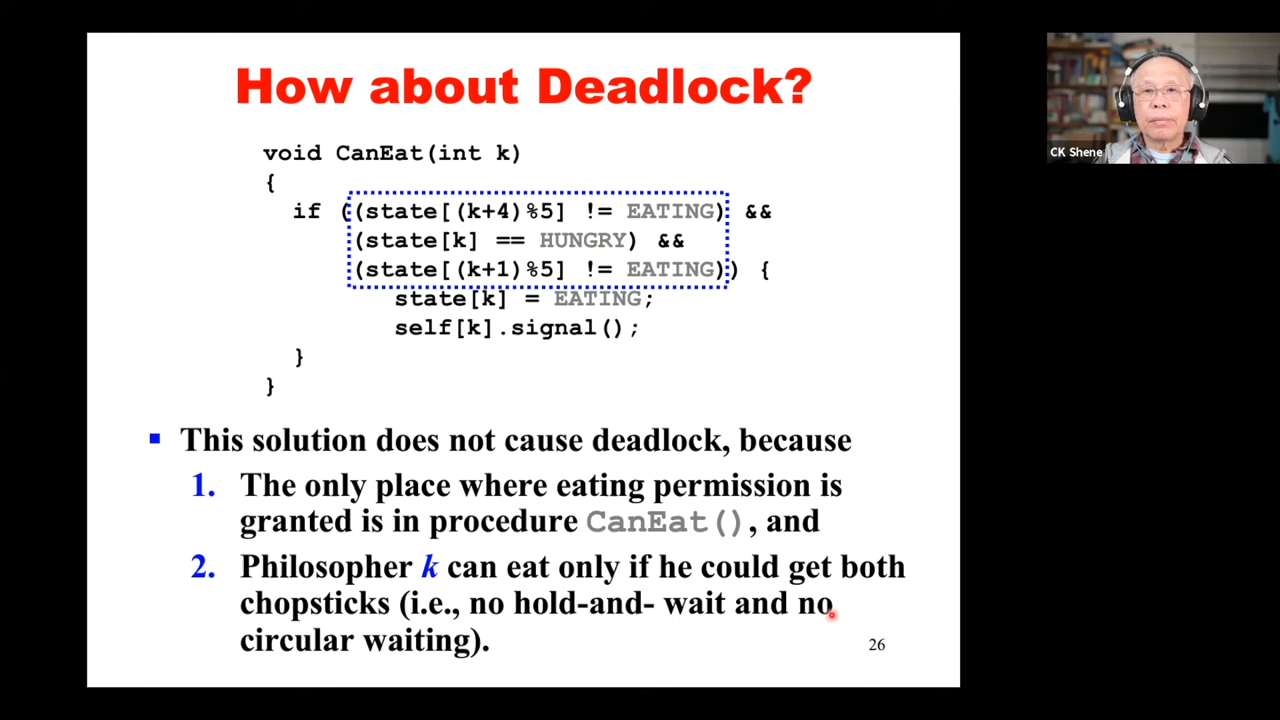 How about Deadlock?
void CanEat(int k)
{
if ((state[(k+4)%5] != EATING) &&
(state[k] == HUNGRY) &&
(state[(k+1)%5] != EATING)) {
state[k] = EATING;
self[k].signal();
}
}
This solution does not cause deadlock, because
1. The only place where eating permission is
granted is in procedure CanEat(), and
2. Philosopher k can eat only if he could get both
chopsticks (i.e., no hold-and- wait and no
circular waiting).
26
CK Shene